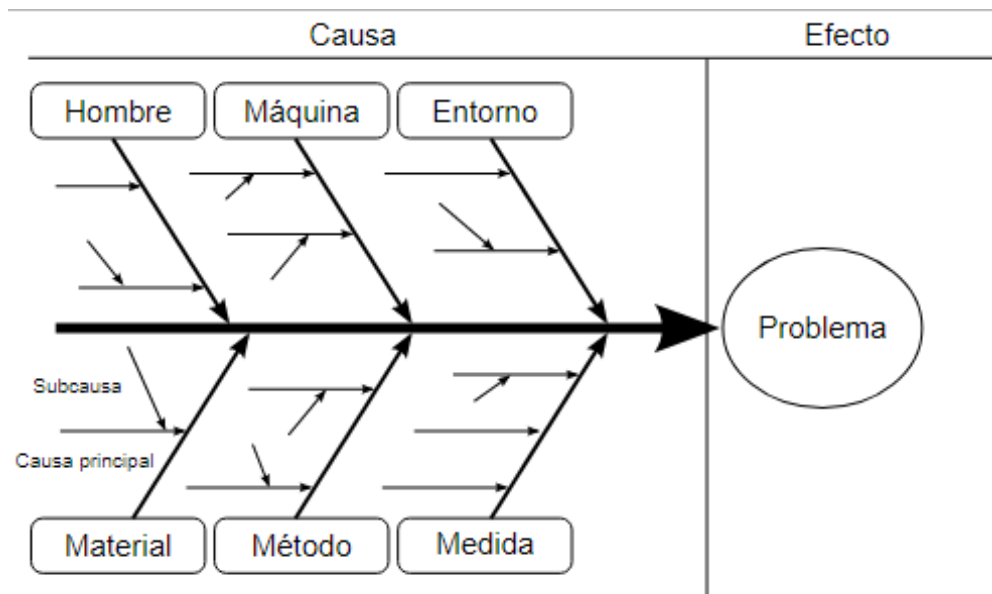 Causa
Efecto
Hombre
Máquina
Entorno
Problema
Subcausa
Causa principal
Material
Método
Medida